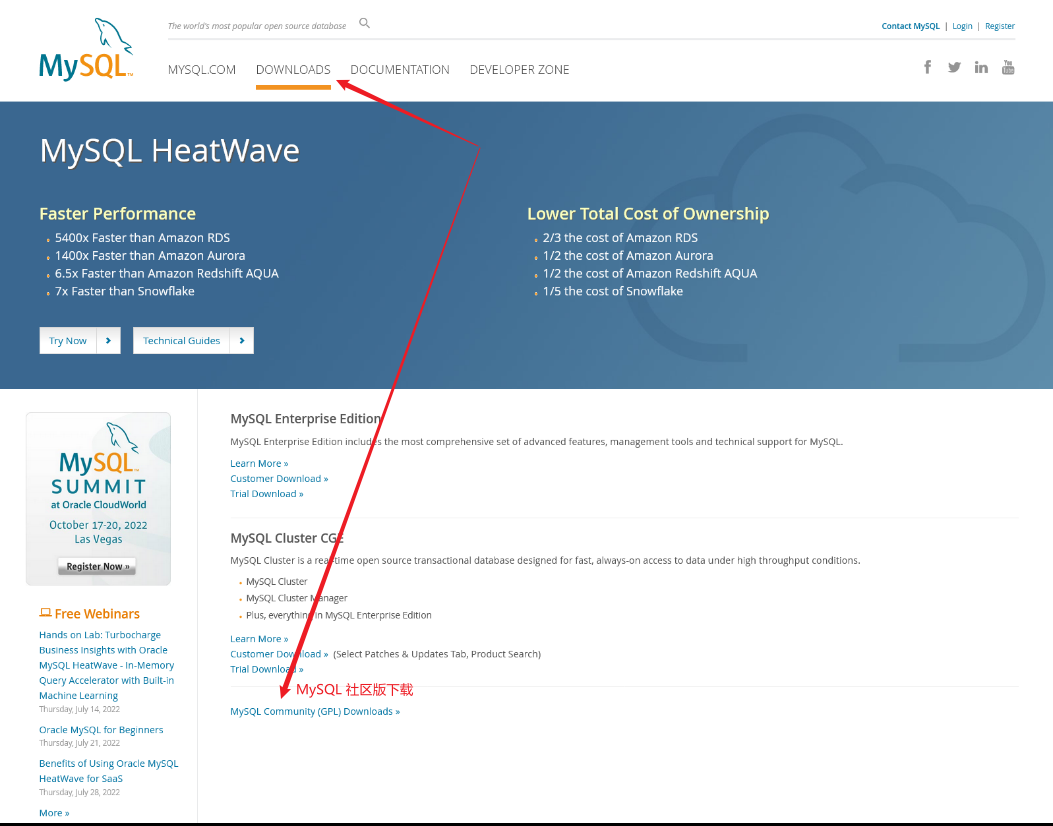 The world's most popular open source database
Contact MySQL | Login | Register
MySQL™
MYSQL.COM DOWNLOADS DOCUMENTATION DEVELOPER ZONE
MySQL HeatWave
Faster Performance
5400x Faster than Amazon RDS
1400x Faster than Amazon Aurora
6.5x Faster than Amazon Redshift AQUA
7x Faster than Snowflake
Lower Total Cost of Ownership
2/3 the cost of Amazon RDS
1/2 the cost of Amazon Aurora
1/2 the cost of Amazon Redshift AQUA
1/5 the cost of Snowflake
Try Now
Technical Guides
MySQL™
SUMMIT
at Oracle CloudWorld
October 17-20, 2022
Las Vegas
Register Now »
Free Webinars
Hands on Lab: Turbocharge
Business Insights with Oracle
MySQL HeatWave - In-Memory
Query Accelerator with Built-in
Machine Learning
Thursday, July 14, 2022
Oracle MySQL for Beginners
Thursday, July 21, 2022
Benefits of Using Oracle MySQL
HeatWave for SaaS
Thursday, July 28, 2022
More »
MySQL Enterprise Edition
MySQL Enterprise Edition includes the most comprehensive set of advanced features, management tools and technical support for MySQL.
Learn More »
Customer Download »
Trial Download »
MySQL Cluster CGE
MySQL Cluster is a real-time open source transactional database designed for fast, always-on access to data under high throughput conditions.
MySQL Cluster
MySQL Cluster Manager
Plus, everything in MySQL Enterprise Edition
Learn More »
Customer Download » (Select Patches & Updates Tab, Product Search)
Trial Download »
MySQL 社区版下载
MySQL Community (GPL) Downloads »